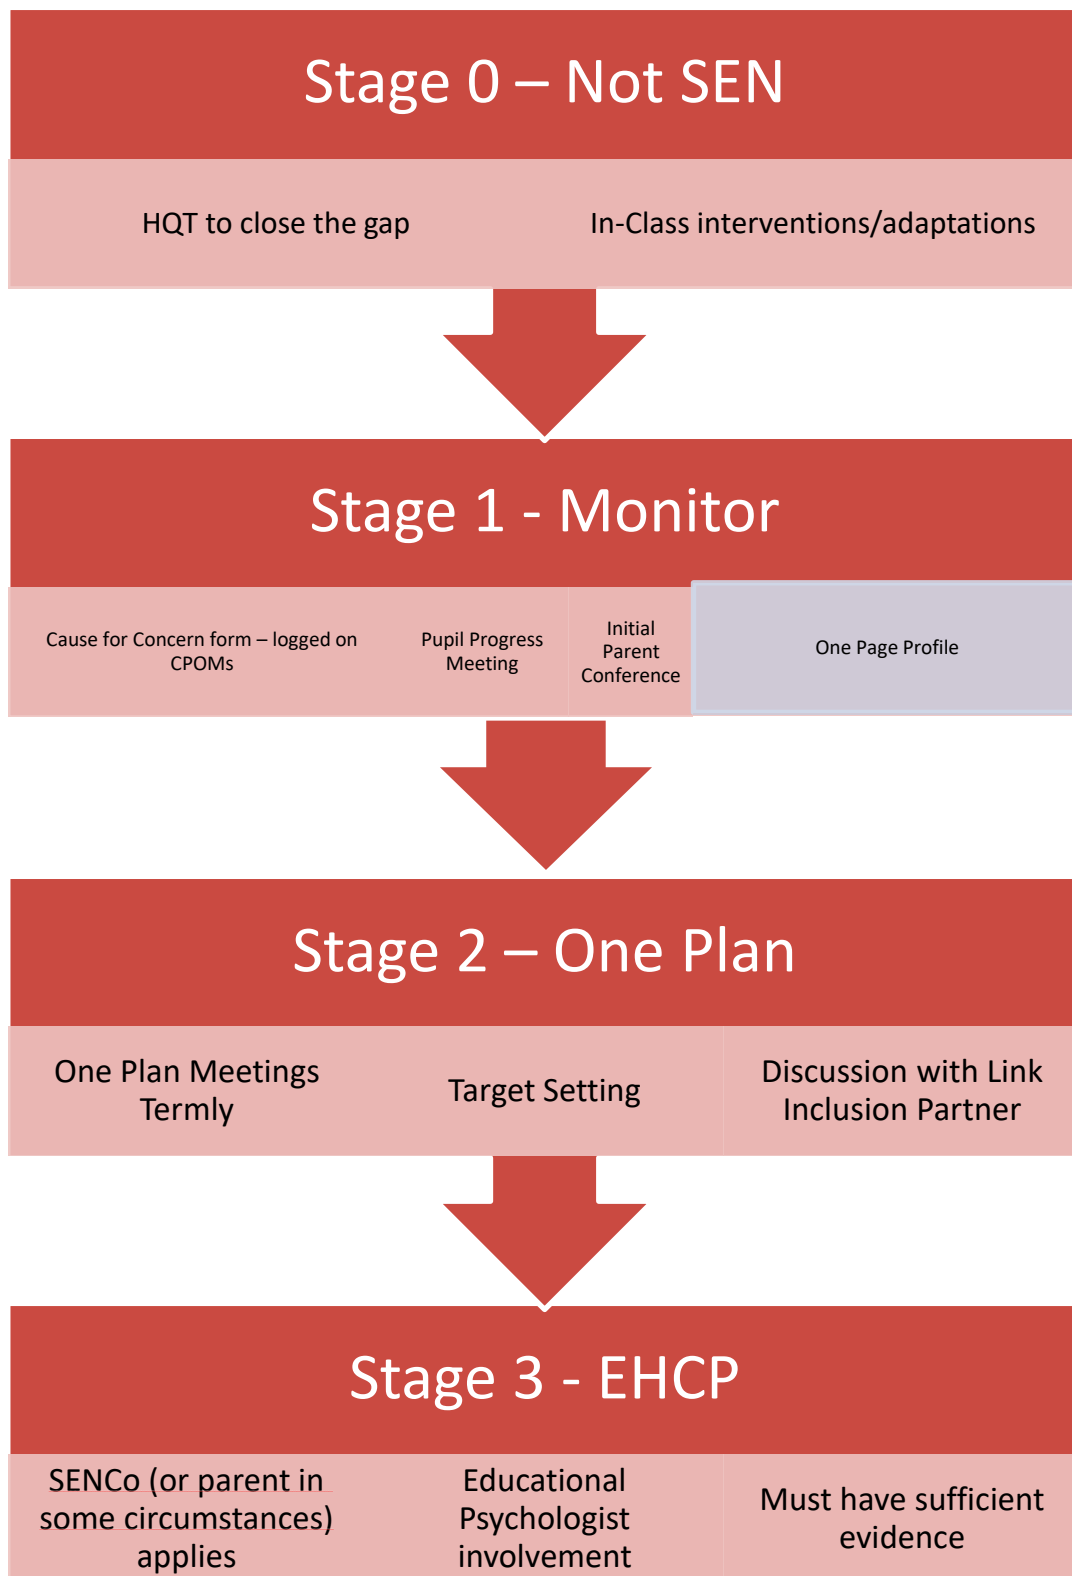 Stage 0 – Not SEN
HQT to close the gap
In-Class interventions/adaptations
Stage 1 - Monitor
Cause for Concern form – logged on
CPOMs
Pupil Progress
Meeting
Initial
Parent
Conference
One Page Profile
Stage 2 – One Plan
One Plan Meetings
Termly
Target Setting
Discussion with Link
Inclusion Partner
Stage 3 - EHCP
SENCo (or parent in
some circumstances)
applies
Educational
Psychologist
involvement
Must have sufficient
evidence